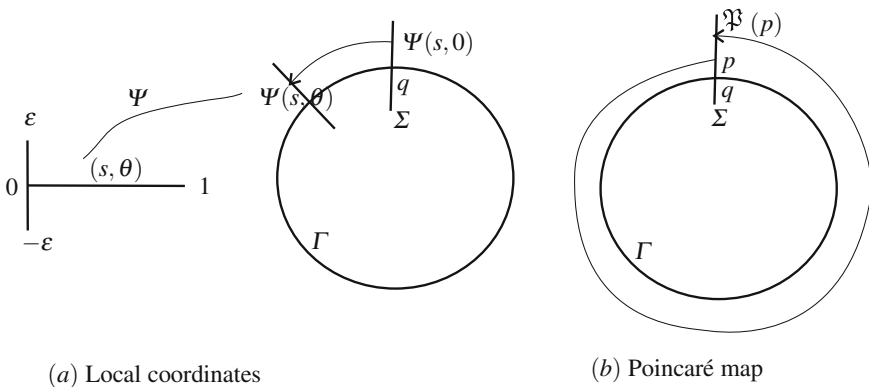 Ψ
ε
(s, θ)
0
1
−ε
Ψ(s, 0)
Ψ(s, θ)
q
Σ
Γ
(a) Local coordinates
𝔓 (p)
p
q
Σ
Γ
(b) Poincaré map